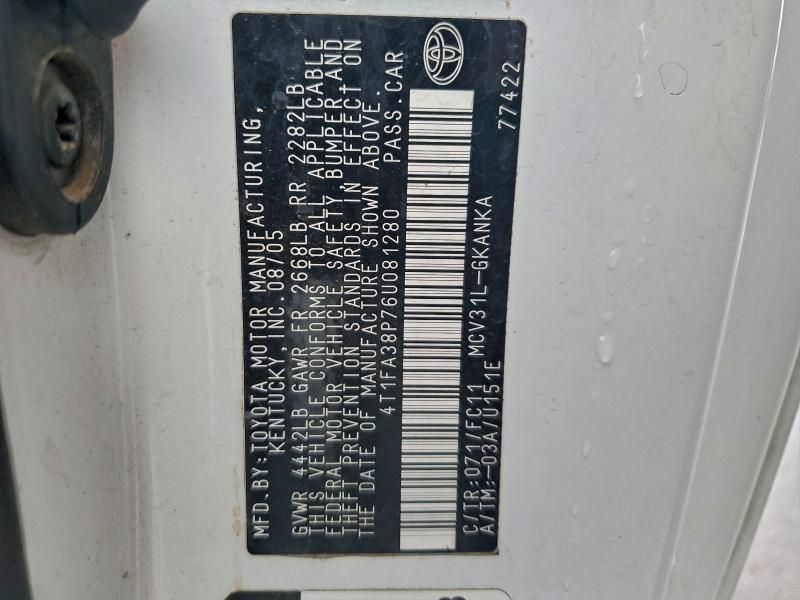 MFD.BY:TOYOTA MOTOR MANUFACTURING,
KENTUCKY, INC. 08/05
GVWR 4442LB GAWR FR 2668LB RR 2282LB
THIS VEHICLE CONFORMS TO ALL APPLICABLE
FEDERAL MOTOR VEHICLE SAFETY, BUMPER, AND
THEFT PREVENTION STANDARDS IN EFFECT ON
THE DATE OF MANUFACTURE SHOWN ABOVE.
4T1FA38P76U081280 PASS.CAR
C/TR:071/FC11 MCV31L-GKANKA
A/TM:-03A/U151E 77422